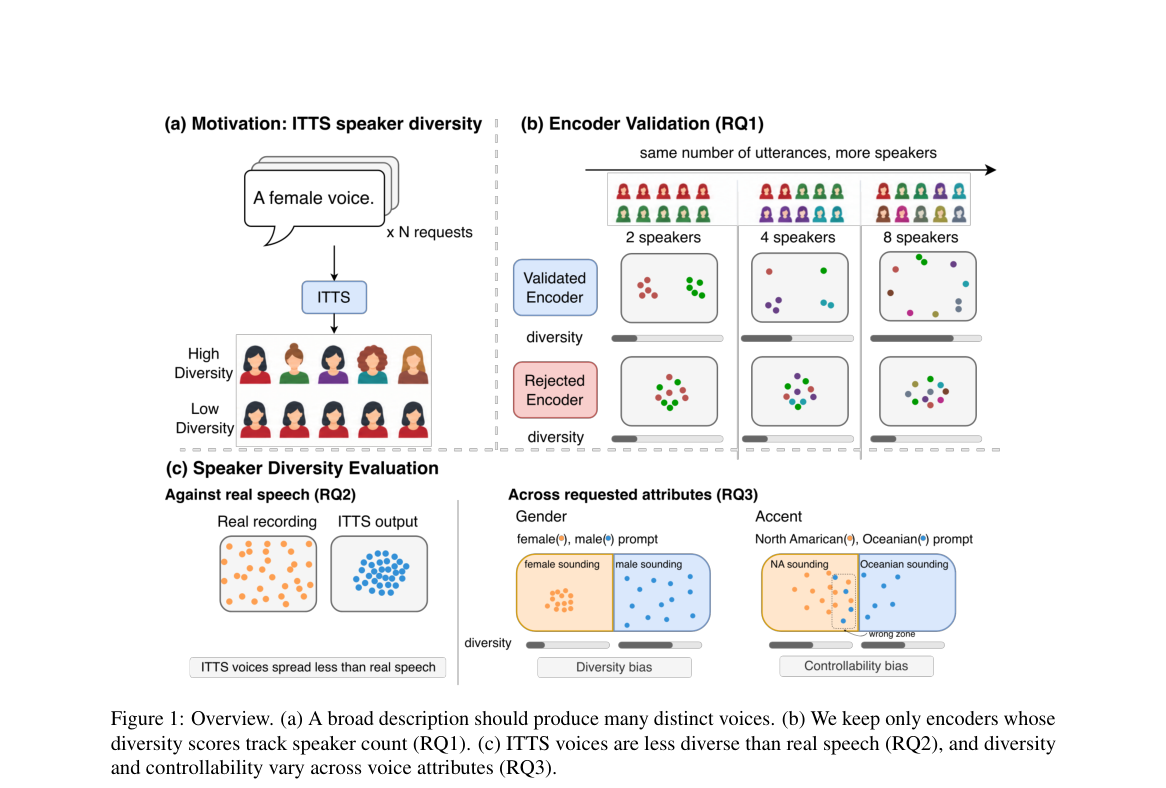 (a) Motivation: ITTS speaker diversity
A female voice.
x N requests
ITTS
High
Diversity
Low
Diversity
(b) Encoder Validation (RQ1)
same number of utterances, more speakers
2 speakers
4 speakers
8 speakers
Validated
Encoder
diversity
Rejected
Encoder
diversity
(c) Speaker Diversity Evaluation
Against real speech (RQ2)
Real recording
ITTS output
ITTS voices spread less than real speech
Across requested attributes (RQ3)
Gender
female(●), male(●) prompt
female sounding
male sounding
diversity
Diversity bias
Accent
North Amarican(●), Oceanian(●) prompt
NA sounding
Oceanian sounding
wrong zone
Controllability bias
Figure 1: Overview. (a) A broad description should produce many distinct voices. (b) We keep only encoders whose
diversity scores track speaker count (RQ1). (c) ITTS voices are less diverse than real speech (RQ2), and diversity
and controllability vary across voice attributes (RQ3).